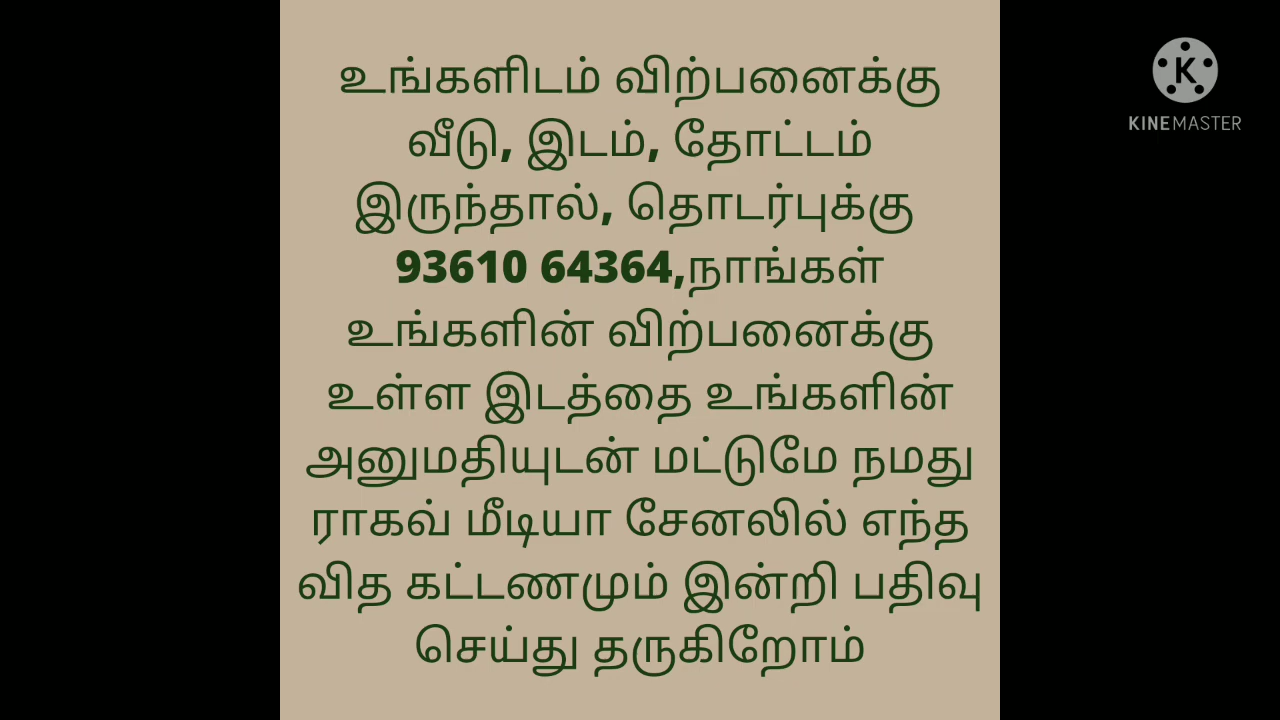 உங்களிடம் விற்பனைக்கு
வீடு, இடம், தோட்டம்
இருந்தால், தொடர்புக்கு
93610 64364,நாங்கள்
உங்களின் விற்பனைக்கு
உள்ள இடத்தை உங்களின்
அனுமதியுடன் மட்டுமே நமது
ராகவ் மீடியா சேனலில் எந்த
வித கட்டணமும் இன்றி பதிவு
செய்து தருகிறோம்
K
KINEMASTER